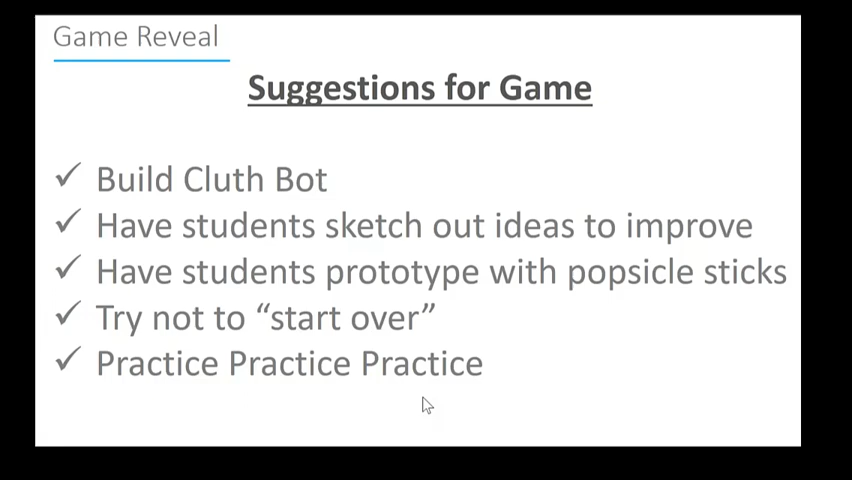 Game Reveal
Suggestions for Game
✓ Build Cluth Bot
✓ Have students sketch out ideas to improve
✓ Have students prototype with popsicle sticks
✓ Try not to “start over”
✓ Practice Practice Practice